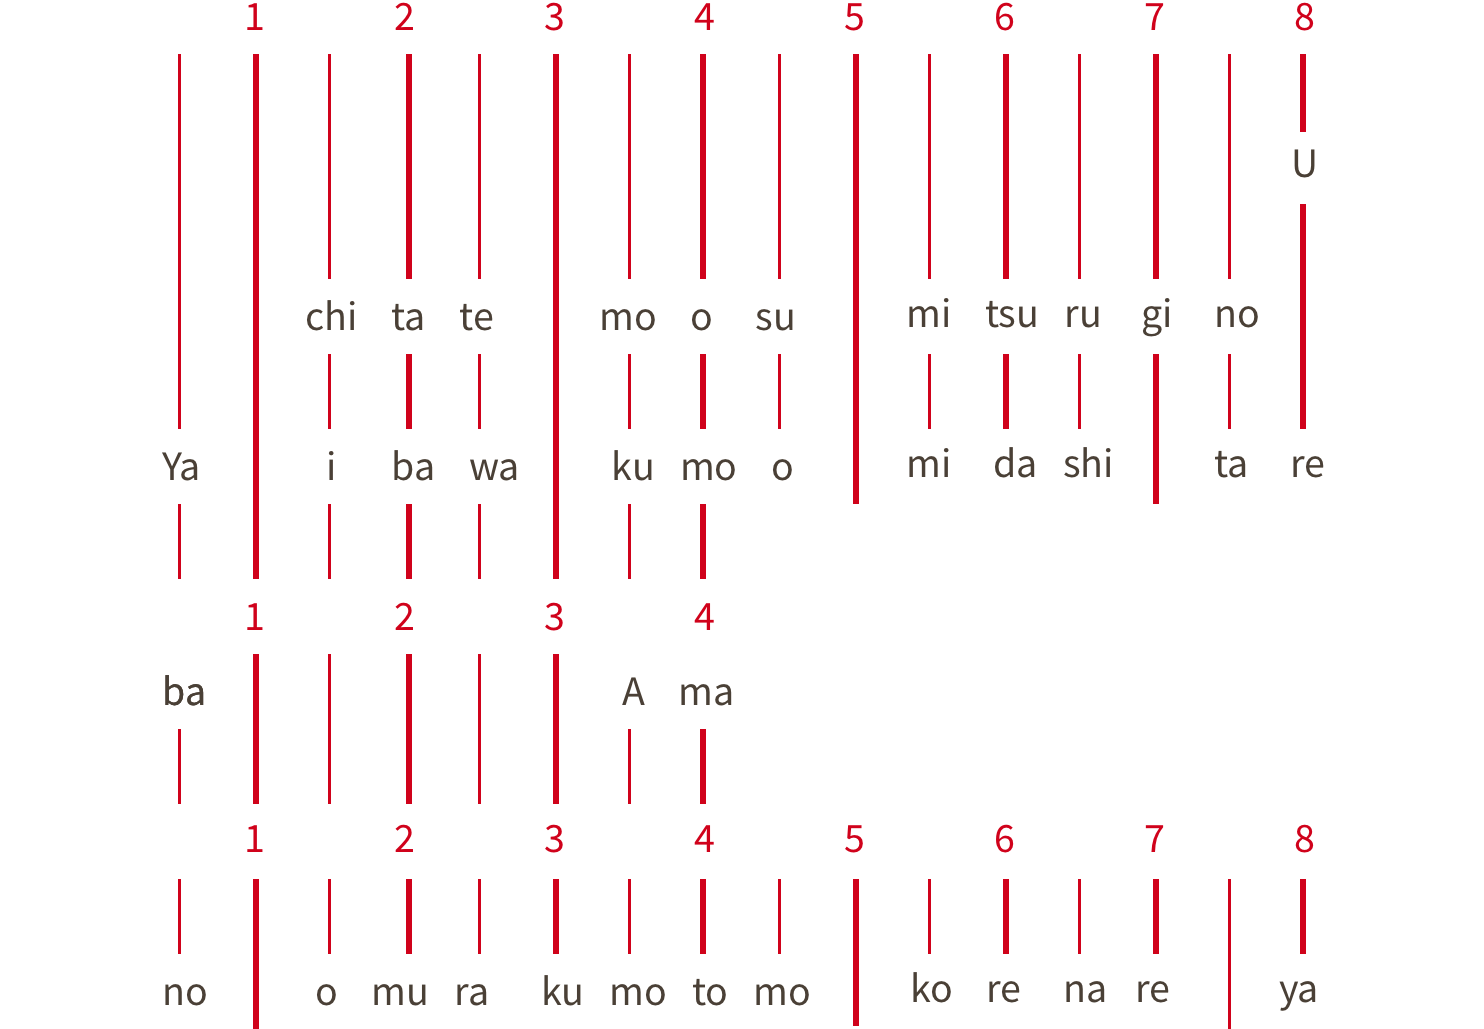 1 2 3 4 5 6 7 8
U
chi ta te mo o su mi tsu ru gi no
Ya i ba wa ku mo o mi da shi ta re
1 2 3 4
ba A ma
1 2 3 4 5 6 7 8
no o mu ra ku mo to mo ko re na re ya